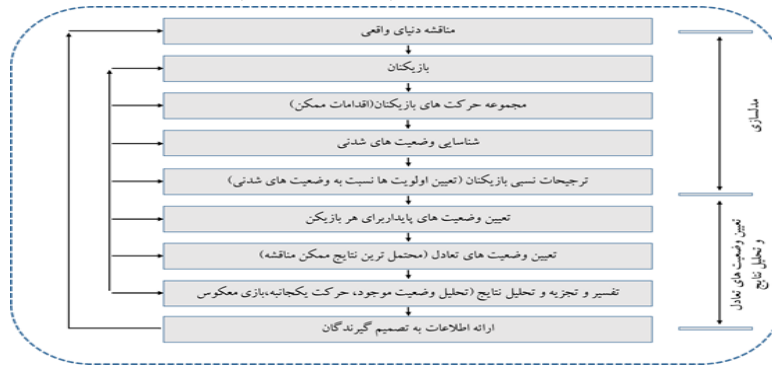 مناقشه دنیای واقعی
بازیکنان
مجموعه حرکت های بازیکنان(اقدامات ممکن)
شناسایی وضعیت های شدنی
ترجیحات نسبی بازیکنان (تعیین اولویت ها نسبت به وضعیت های شدنی)
تعیین وضعیت های پایداربرای هر بازیکن
تعیین وضعیت های تعادل (محتمل ترین نتایج ممکن مناقشه)
تفسیر و تجزیه و تحلیل نتایج (تحلیل وضعیت موجود، حرکت یکجانبه،بازی معکوس
ارائه اطلاعات به تصمیم گیرندگان
مدلسازی
تعیین وضعیت های تعادل
و تحلیل نتایج